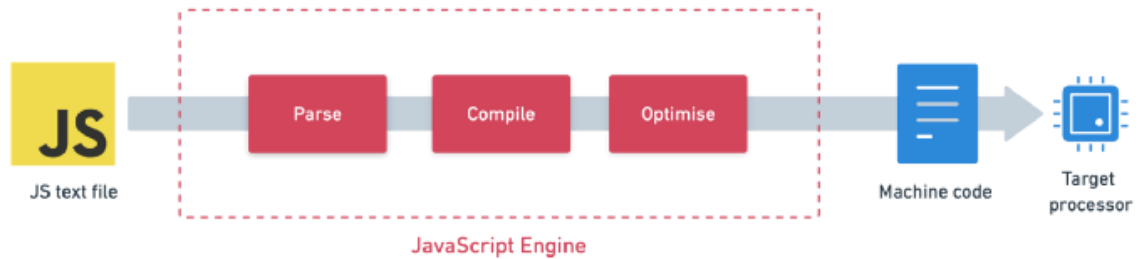 JS
JS text file
Parse
Compile
Optimise
JavaScript Engine
Machine code
Target
processor